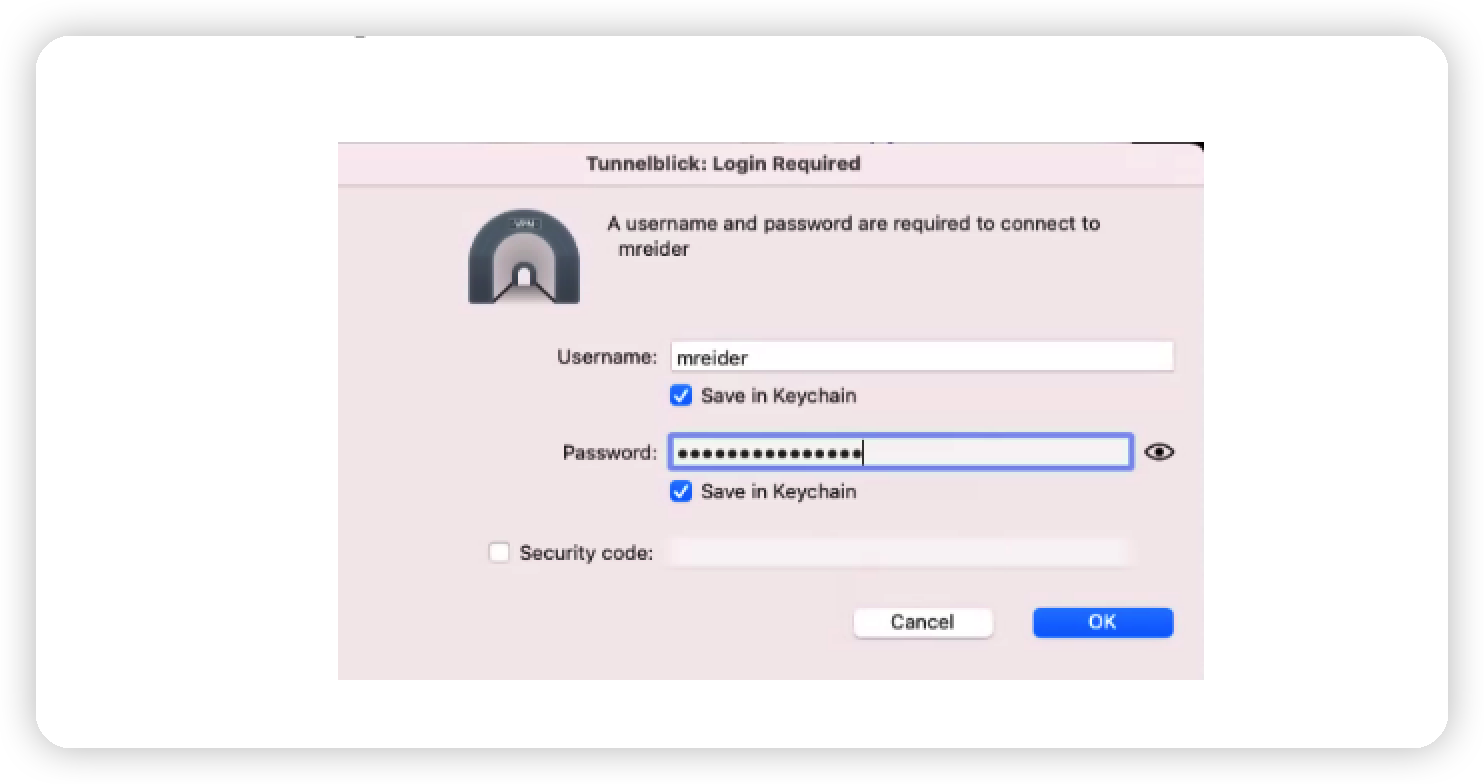 Tunnelblick: Login Required
VPN
A username and password are required to connect to
mreider
Username: mreider
Save in Keychain
Password: •••••••••••••••
Save in Keychain
Security code:
Cancel OK